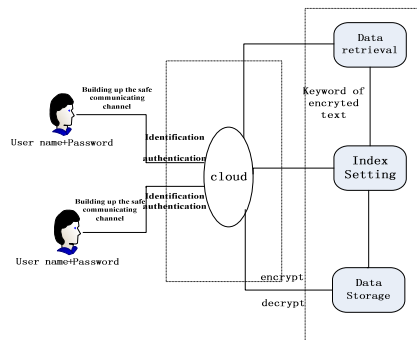 Data
retrieval
Building up the safe
communicating
channel
Keyword of
encryted
text
User name+Password
Identification
authentication
cloud
Index
Setting
Building up the safe
communicating
channel
Identification
authentication
User name+Password
encrypt
decrypt
Data
Storage